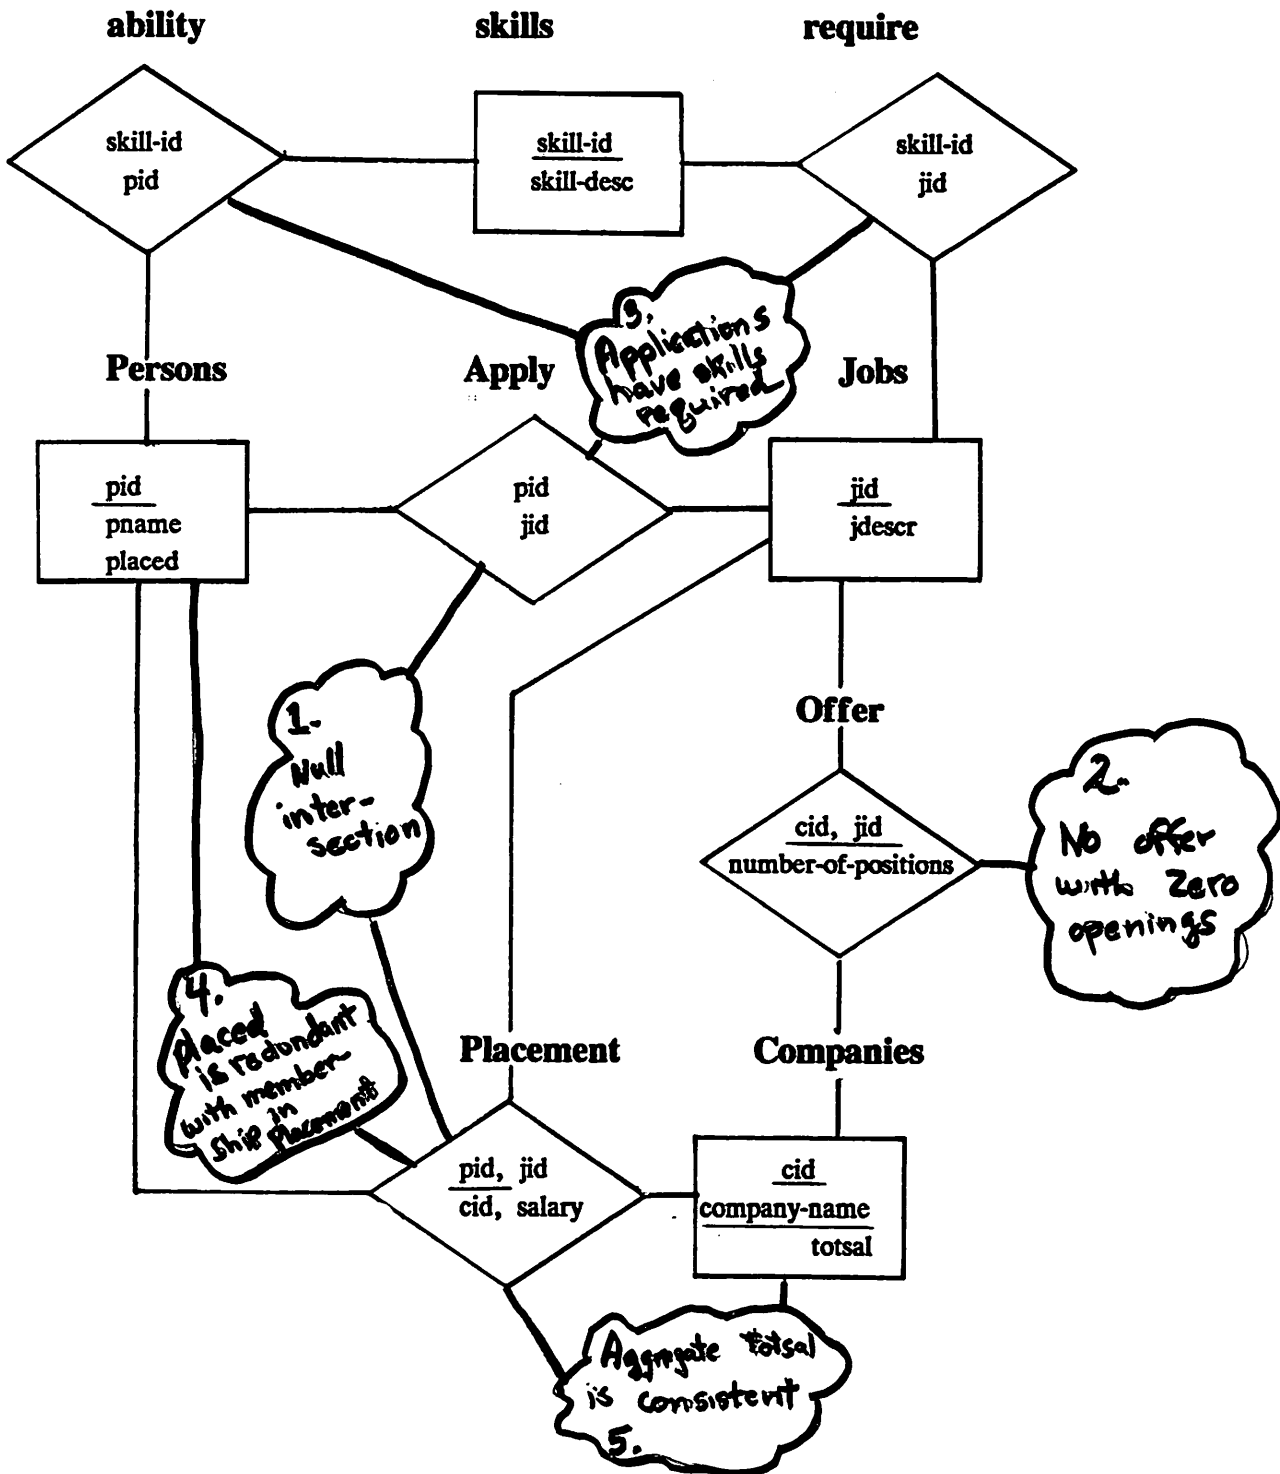 ability
skills
require
skill-id
pid
skill-id
skill-desc
skill-id
jid
3.
Applications
have skills
required
Persons
Apply
Jobs
pid
pname
placed
pid
jid
jid
jdescr
1.
Null
inter-
section
Offer
cid, jid
number-of-positions
2.
No offer
with Zero
openings
4.
placed
is redundant
with member-
ship in
placement
Placement
Companies
pid, jid
cid, salary
cid
company-name
totsal
Aggregate totsal
is consistent
5.